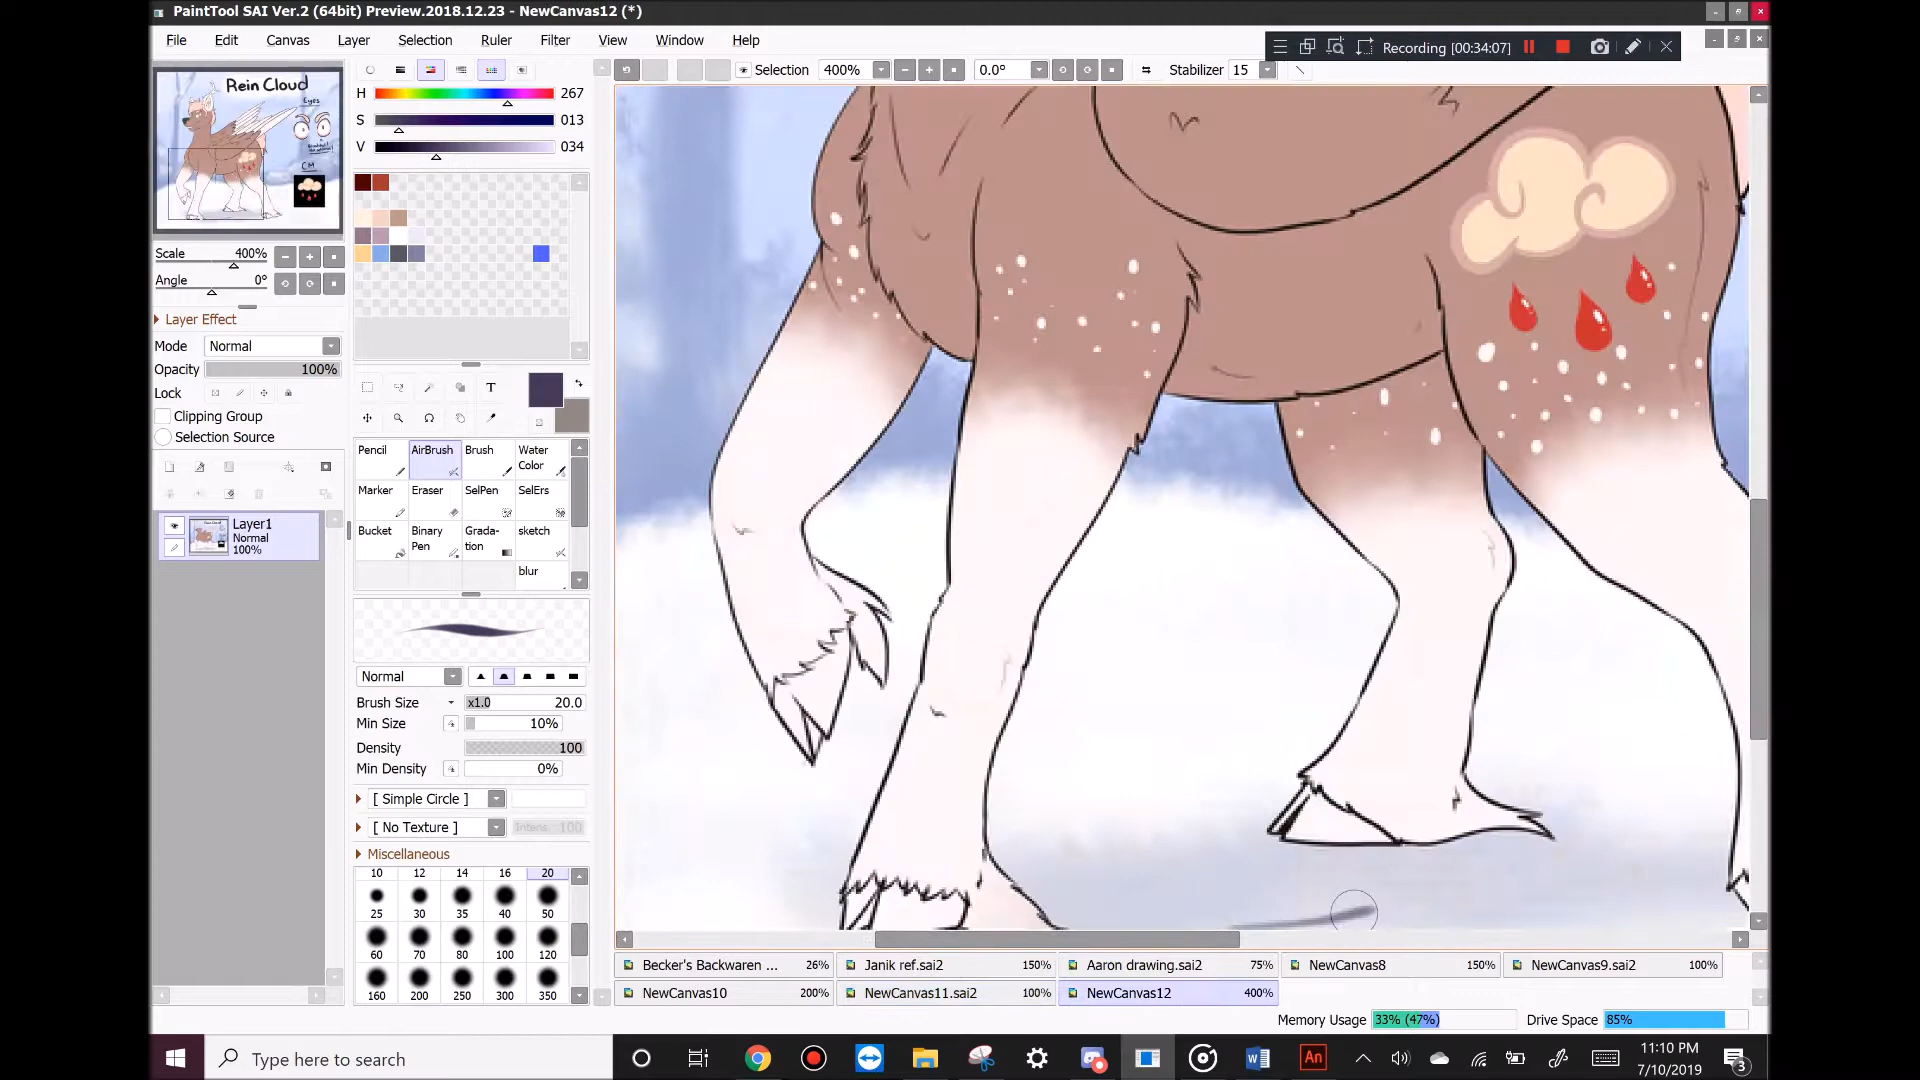 PaintTool SAI Ver.2 (64bit) Preview.2018.12.23 - NewCanvas12 (*)
File Edit Canvas Layer Selection Ruler Filter View Window Help
Recording [00:34:07]
Selection 400% 0.0° Stabilizer 15
Rein Cloud
Eyes
CM
H 267
S 013
V 034
Scale 400%
Angle 0°
Layer Effect
Mode Normal
Opacity 100%
Lock
Clipping Group
Selection Source
Layer1
Normal
100%
T
Pencil AirBrush Brush Water Color
Marker Eraser SelPen SelErs
Bucket Binary Pen Grada-tion sketch
blur
Normal
Brush Size x1.0 20.0
Min Size 10%
Density 100
Min Density 0%
[ Simple Circle ]
[ No Texture ] Intens. 100
Miscellaneous
10 12 14 16 20
25 30 35 40 50
60 70 80 100 120
160 200 250 300 350
Becker's Backwaren ... 26% Janik ref.sai2 150% Aaron drawing.sai2 75% NewCanvas8 150% NewCanvas9.sai2 100%
NewCanvas10 200% NewCanvas11.sai2 100% NewCanvas12 400%
Memory Usage 33% (47%) Drive Space 85%
Type here to search
An
11:10 PM
7/10/2019
3